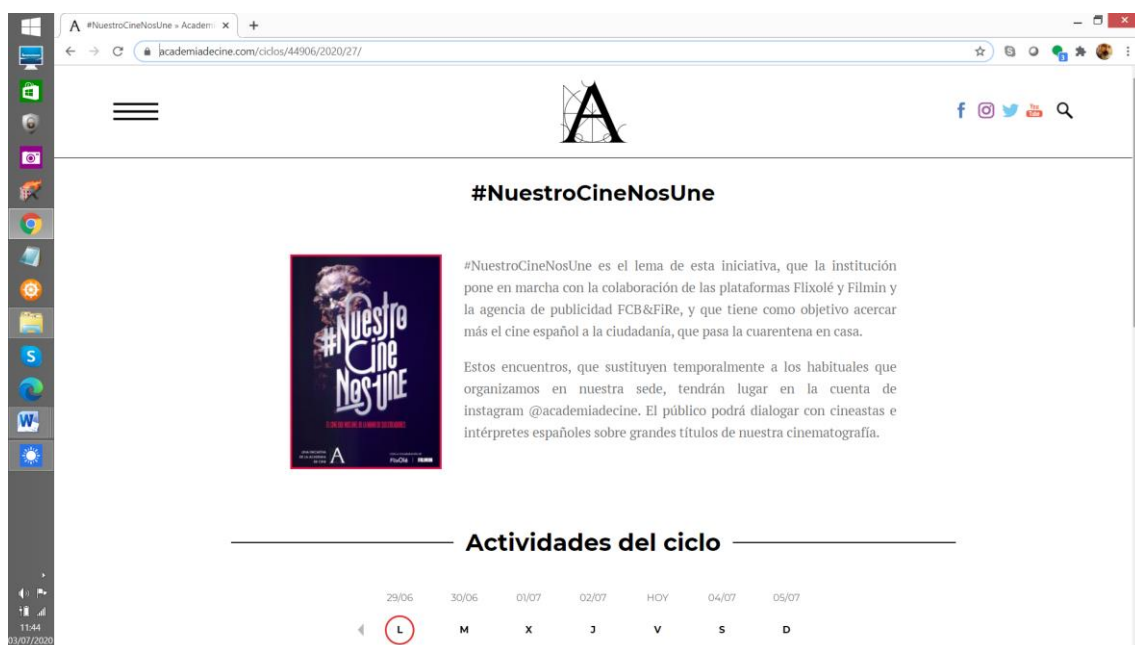 #NuestroCineNosUne » Academi
academiadecine.com/ciclos/44906/2020/27/
A
f
You
Tube
#NuestroCineNosUne
#Nuestro
Cine
Nos UNE
A
FlixOlé | FILMIN
#NuestroCineNosUne es el lema de esta iniciativa, que la institución
pone en marcha con la colaboración de las plataformas Flixolé y Filmin y
la agencia de publicidad FCB&FiRe, y que tiene como objetivo acercar
más el cine español a la ciudadanía, que pasa la cuarentena en casa.
Estos encuentros, que sustituyen temporalmente a los habituales que
organizamos en nuestra sede, tendrán lugar en la cuenta de
instagram @academiadecine. El público podrá dialogar con cineastas e
intérpretes españoles sobre grandes títulos de nuestra cinematografía.
Actividades del ciclo
29/06 30/06 01/07 02/07 HOY 04/07 05/07
L M X J V S D
11:44
03/07/2020